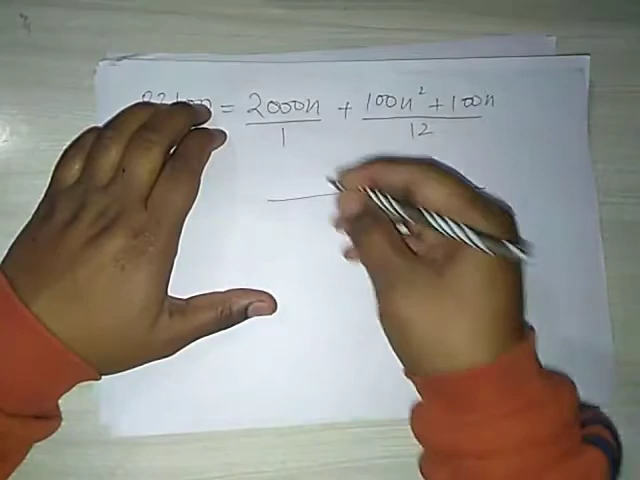 = 2000n/1 + 100n² + 100n/12